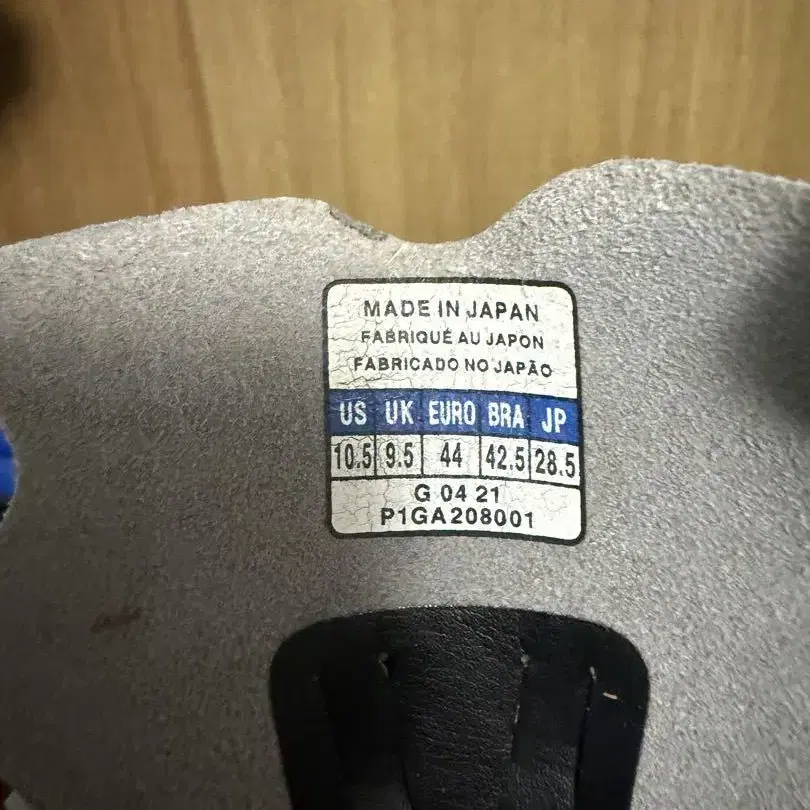 MADE IN JAPAN
FABRIQUÉ AU JAPON
FABRICADO NO JAPÃO
US UK EURO BRA JP
10.5 9.5 44 42.5 28.5
G 04 21
P1GA208001